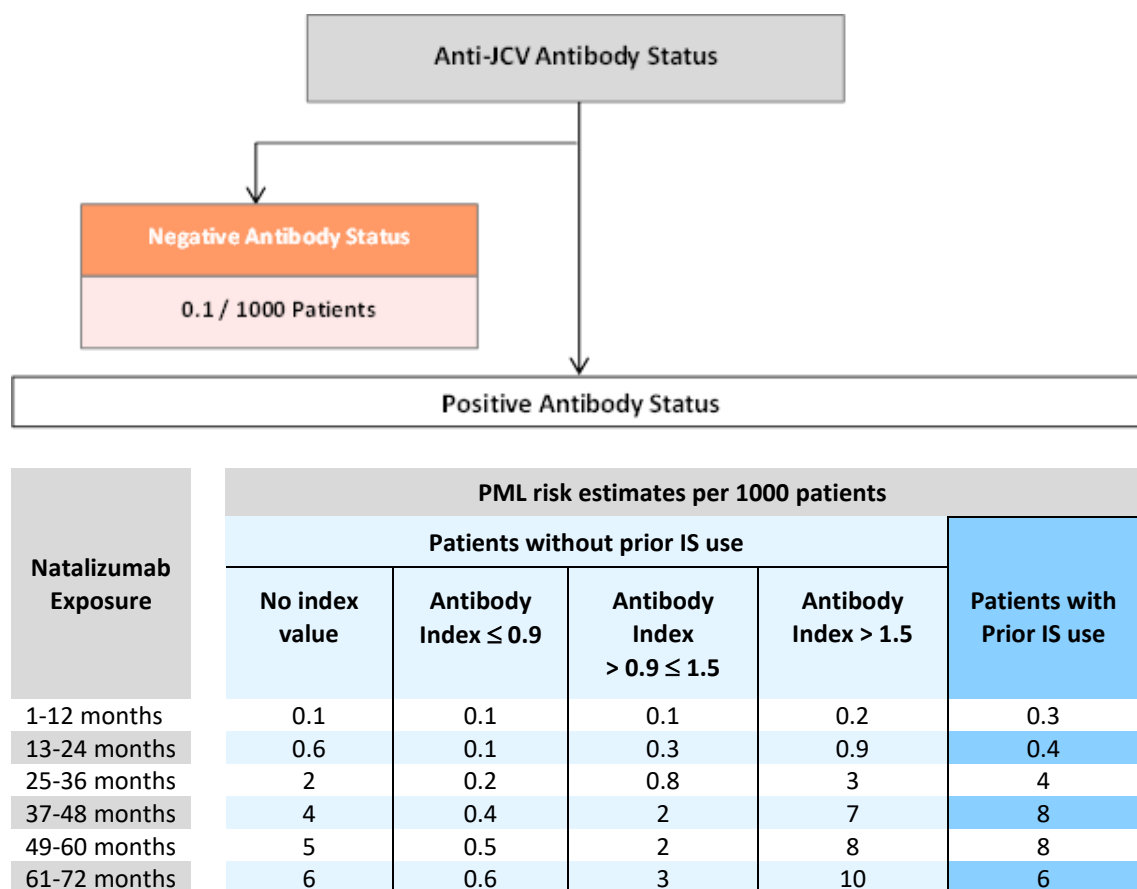 Anti-JCV Antibody Status
Negative Antibody Status
0.1 / 1000 Patients
Positive Antibody Status
Natalizumab
Exposure
PML risk estimates per 1000 patients
Patients without prior IS use
Patients with
Prior IS use
No index
value
Antibody
Index ≤ 0.9
Antibody
Index
> 0.9 ≤ 1.5
Antibody
Index > 1.5
1-12 months 0.1 0.1 0.1 0.2 0.3
13-24 months 0.6 0.1 0.3 0.9 0.4
25-36 months 2 0.2 0.8 3 4
37-48 months 4 0.4 2 7 8
49-60 months 5 0.5 2 8 8
61-72 months 6 0.6 3 10 6